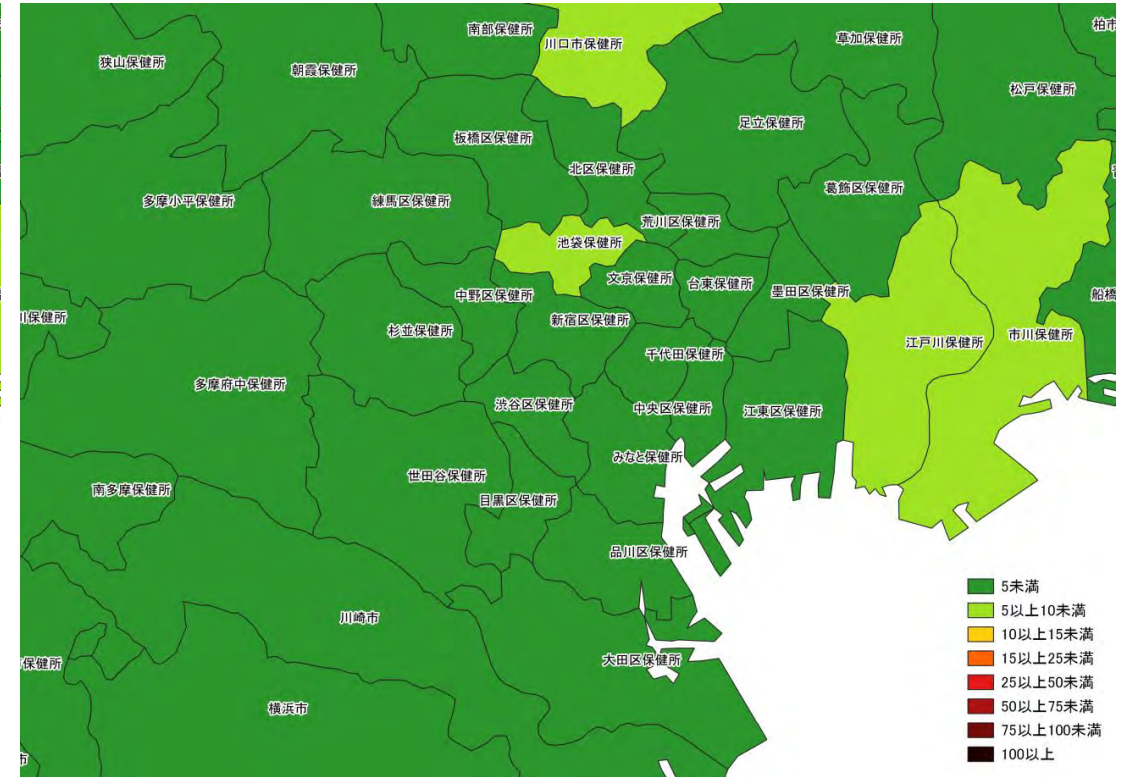 南部保健所
川口市保健所
草加保健所
柏市
狭山保健所
朝霞保健所
松戸保健所
板橋区保健所
足立保健所
北区保健所
多摩小平保健所
練馬区保健所
葛飾区保健所
荒川区保健所
池袋保健所
文京保健所
台東保健所
中野区保健所
墨田区保健所
船橋
川保健所
杉並保健所
新宿区保健所
江戸川保健所
市川保健所
千代田保健所
多摩府中保健所
渋谷区保健所
中央区保健所
江東区保健所
みなと保健所
世田谷保健所
南多摩保健所
目黒区保健所
品川区保健所
川崎市
保健所
大田区保健所
横浜市
市
5未満
5以上10未満
10以上15未満
15以上25未満
25以上50未満
50以上75未満
75以上100未満
100以上